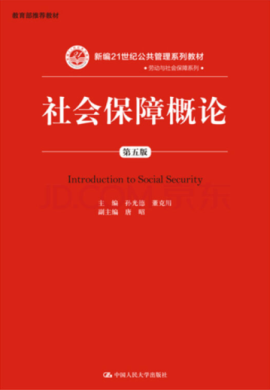 教育部推荐教材
新编21世纪公共管理系列教材
劳动与社会保障系列
社会保障概论
第五版
Introduction to Social Security
主 编 孙光德 董克用
副主编 唐 
中国人民大学出版社